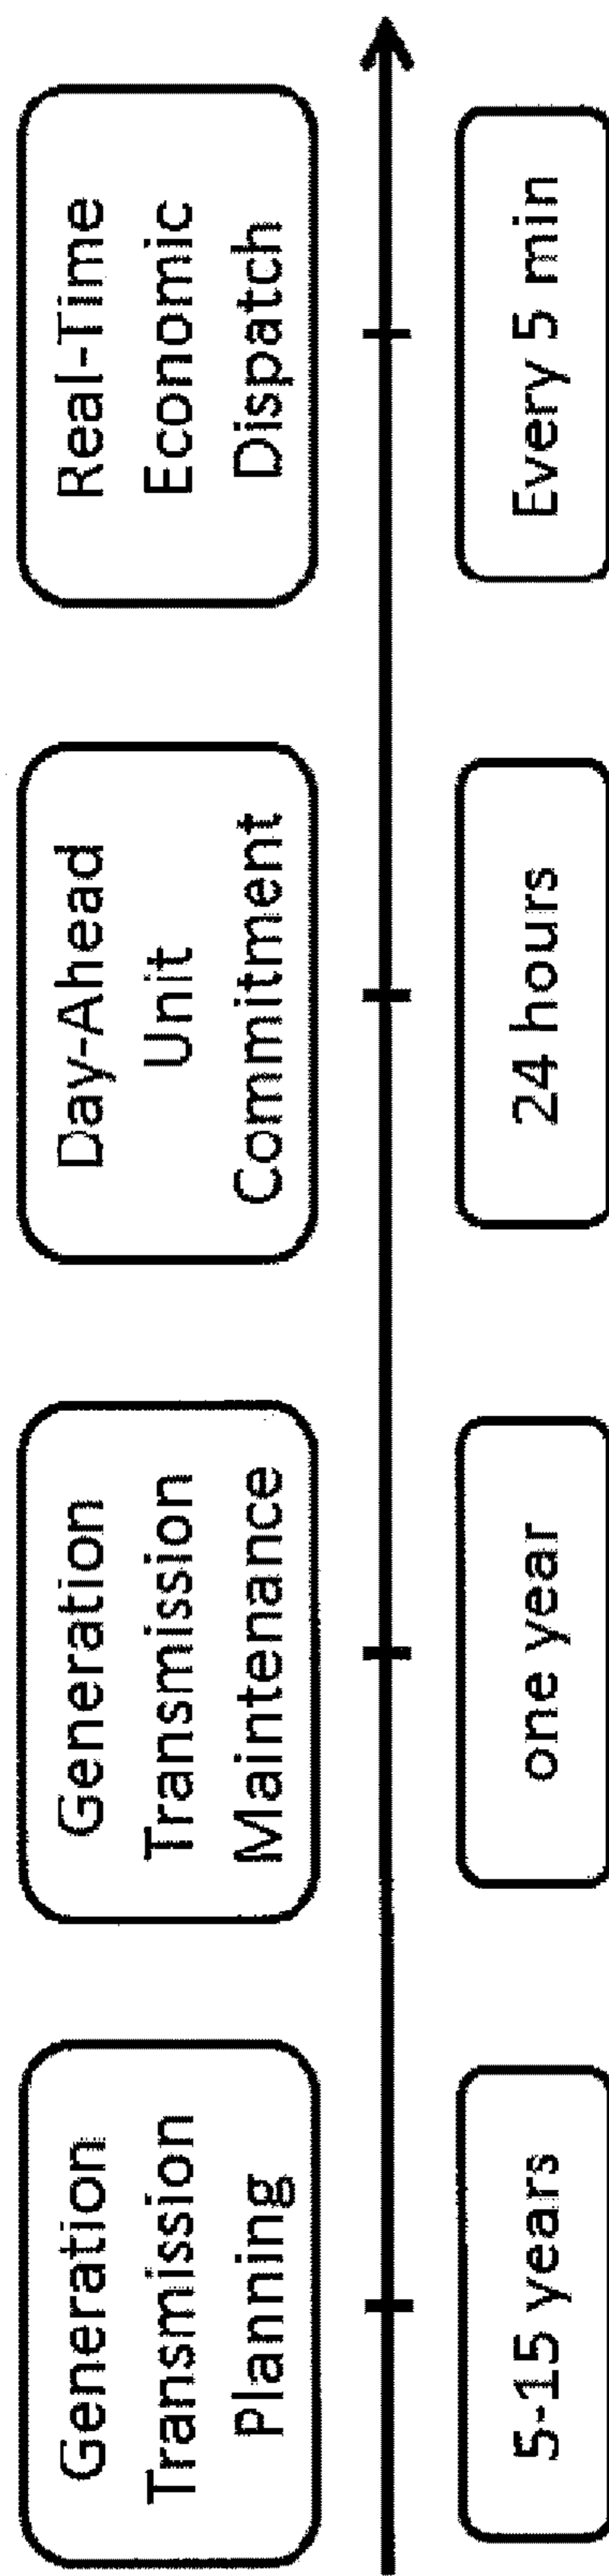 Generation
Transmission
Planning
Generation
Transmission
Maintenance
Day-Ahead
Unit
Commitment
Real-Time
Economic
Dispatch
5-15 years
one year
24 hours
Every 5 min